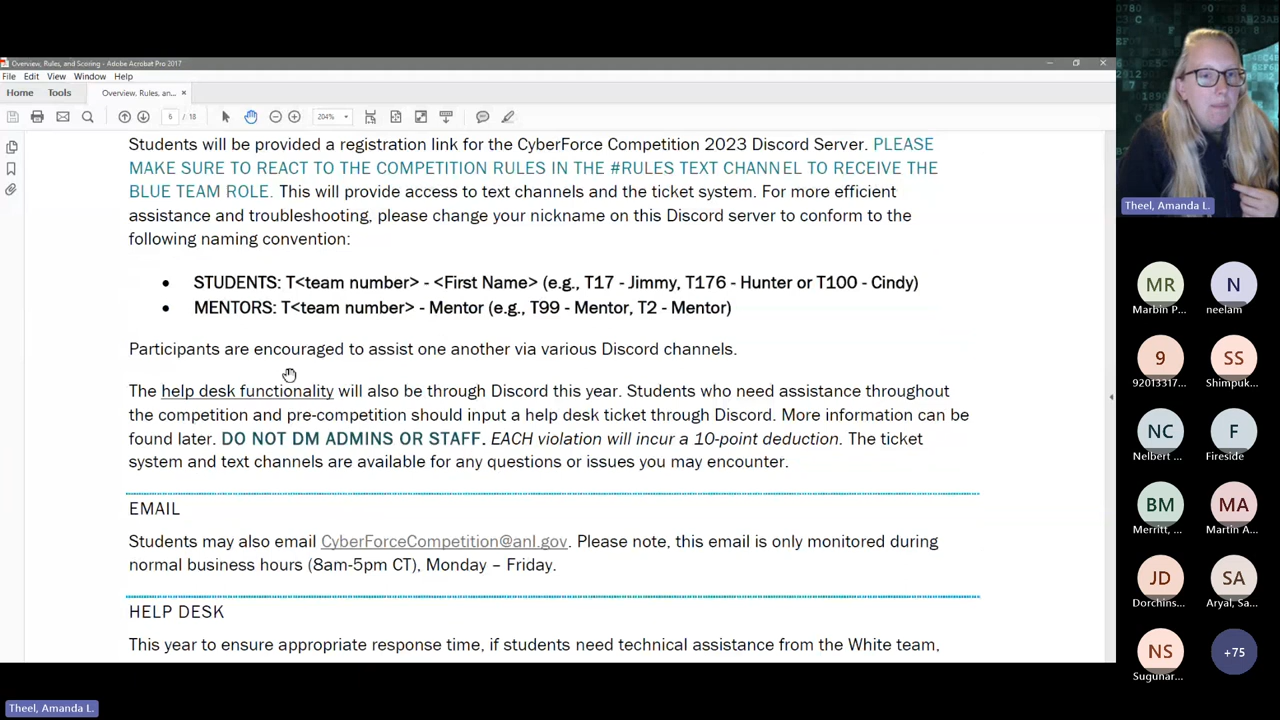 Overview, Rules, and Scoring - Adobe Acrobat Pro 2017
File Edit View Window Help
Home Tools Overview, Rules, an... ×
6 / 18 204%
Students will be provided a registration link for the CyberForce Competition 2023 Discord Server. PLEASE
MAKE SURE TO REACT TO THE COMPETITION RULES IN THE #RULES TEXT CHANNEL TO RECEIVE THE
BLUE TEAM ROLE. This will provide access to text channels and the ticket system. For more efficient
assistance and troubleshooting, please change your nickname on this Discord server to conform to the
following naming convention:
• STUDENTS: T<team number> - <First Name> (e.g., T17 - Jimmy, T176 - Hunter or T100 - Cindy)
• MENTORS: T<team number> - Mentor (e.g., T99 - Mentor, T2 - Mentor)
Participants are encouraged to assist one another via various Discord channels.
The help desk functionality will also be through Discord this year. Students who need assistance throughout
the competition and pre-competition should input a help desk ticket through Discord. More information can be
found later. DO NOT DM ADMINS OR STAFF. EACH violation will incur a 10-point deduction. The ticket
system and text channels are available for any questions or issues you may encounter.
EMAIL
Students may also email CyberForceCompetition@anl.gov. Please note, this email is only monitored during
normal business hours (8am-5pm CT), Monday – Friday.
HELP DESK
This year to ensure appropriate response time, if students need technical assistance from the White team,
Theel, Amanda L.
MR N
Marbin P... neelam
9 SS
92013317... Shimpuk...
NC F
Nelbert ... Fireside
BM MA
Merritt, ... Martin A...
JD SA
Dorchins... Aryal, Sa...
NS +75
Sugunar...
Theel, Amanda L.